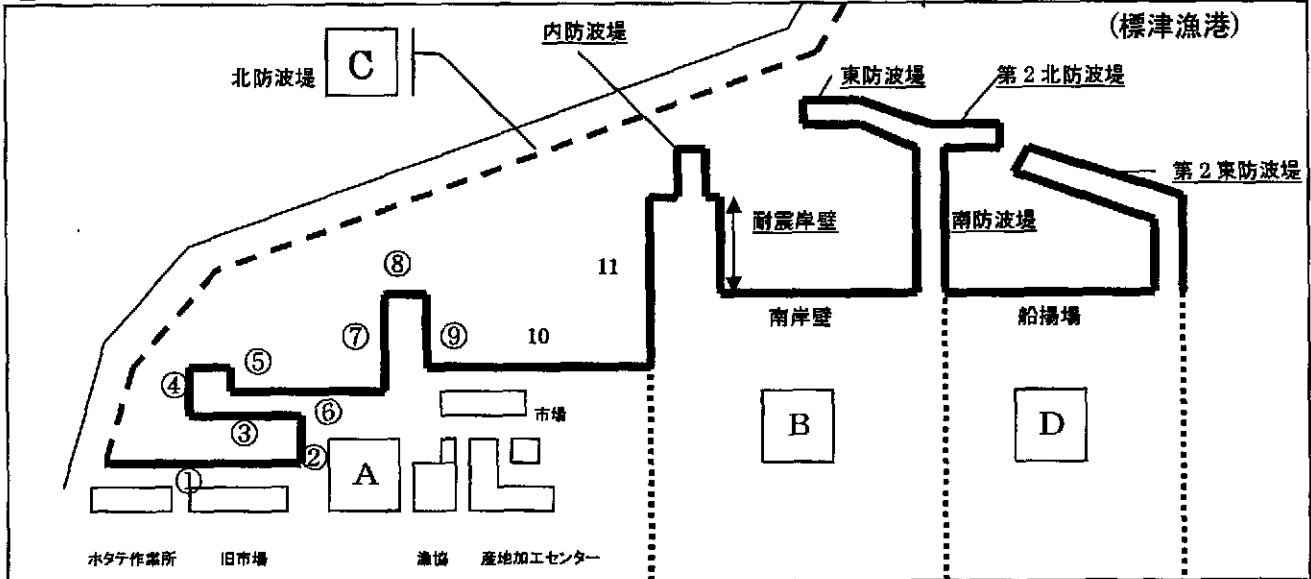 (標津漁港)
内防波堤
C
北防波堤
東防波堤
第2北防波堤
第2東防波堤
耐震岸壁
南防波堤
⑧
11
南岸壁
船揚場
⑦
⑨
10
⑤
④
⑥
市場
③
②
A
B
D
①
ホタテ作業所
旧市場
漁協
産地加工センター